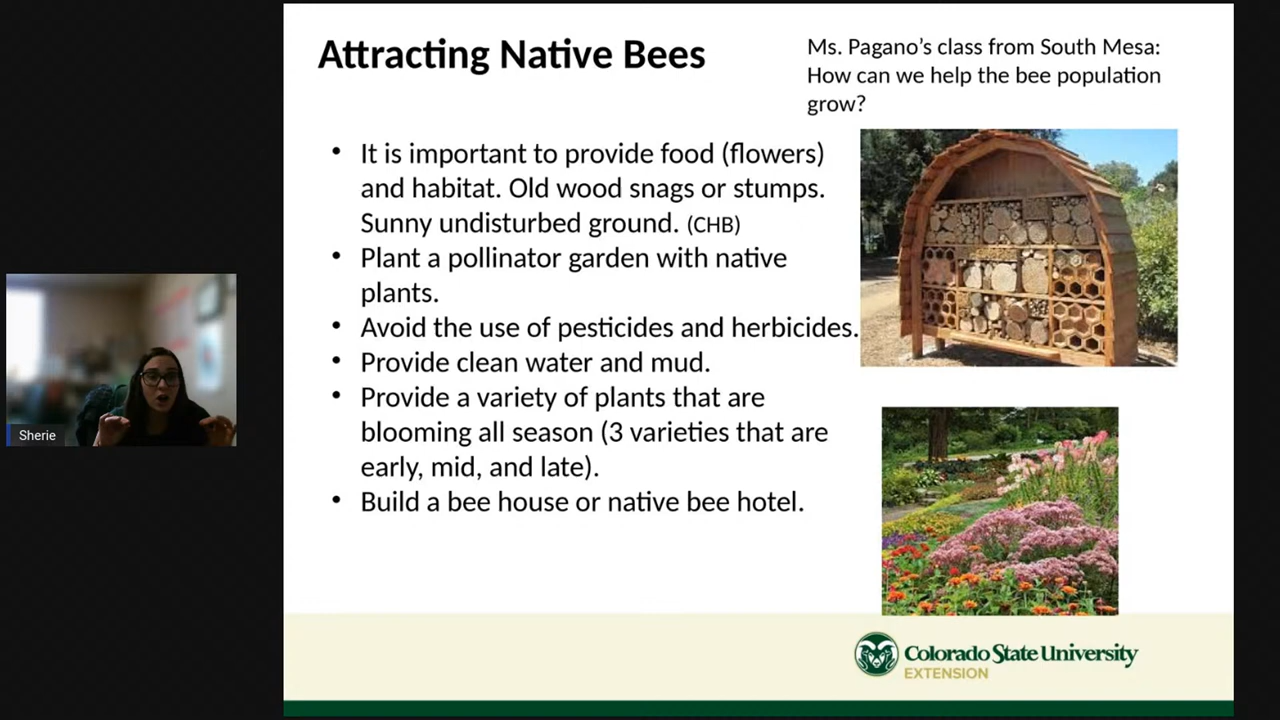 Attracting Native Bees
Ms. Pagano's class from South Mesa:
How can we help the bee population
grow?
• It is important to provide food (flowers)
and habitat. Old wood snags or stumps.
Sunny undisturbed ground. (CHB)
• Plant a pollinator garden with native
plants.
• Avoid the use of pesticides and herbicides.
• Provide clean water and mud.
• Provide a variety of plants that are
blooming all season (3 varieties that are
early, mid, and late).
• Build a bee house or native bee hotel.
Sherie
Colorado State University
EXTENSION